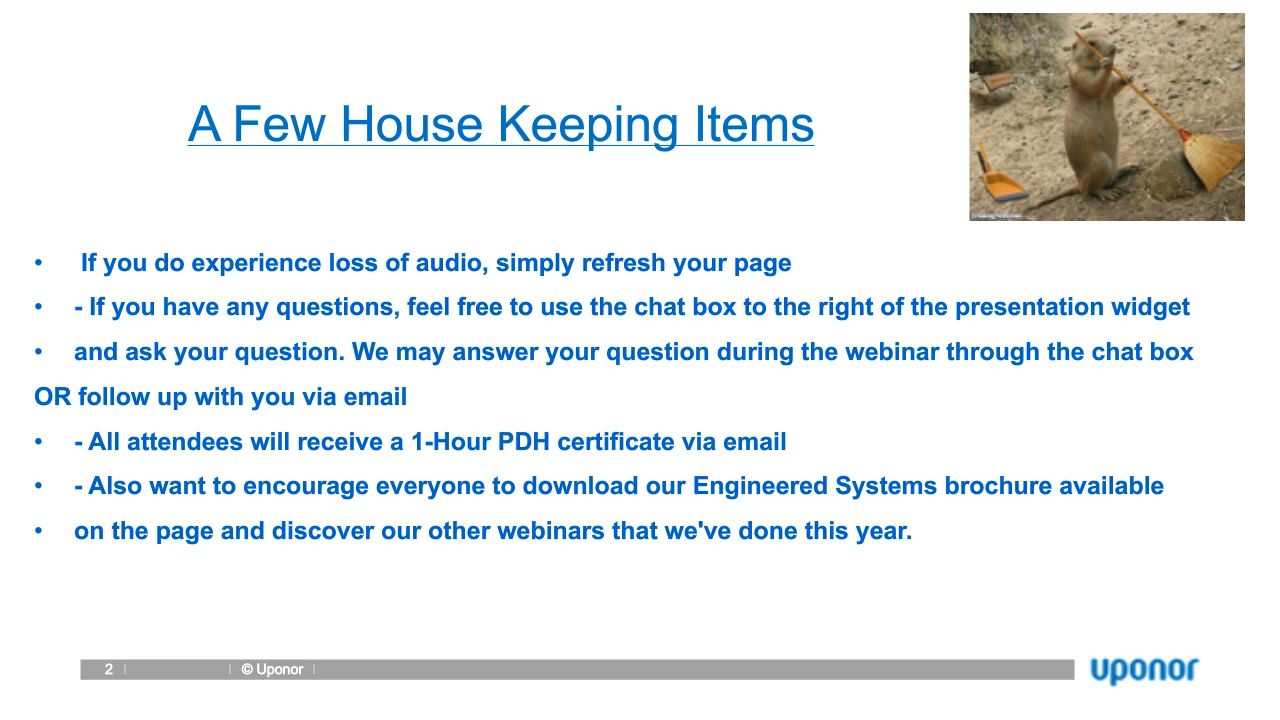 A Few House Keeping Items
• If you do experience loss of audio, simply refresh your page
• - If you have any questions, feel free to use the chat box to the right of the presentation widget
• and ask your question. We may answer your question during the webinar through the chat box
OR follow up with you via email
• - All attendees will receive a 1-Hour PDH certificate via email
• - Also want to encourage everyone to download our Engineered Systems brochure available
• on the page and discover our other webinars that we've done this year.
2 | | © Uponor |
uponor